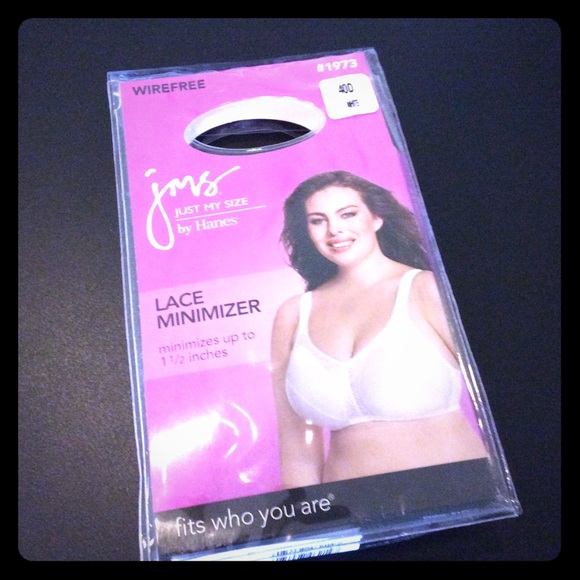 WIREFREE
#1973
40D
WHITE
jms
JUST MY SIZE
by Hanes
LACE
MINIMIZER
minimizes up to
1 1/2 inches
fits who you are®